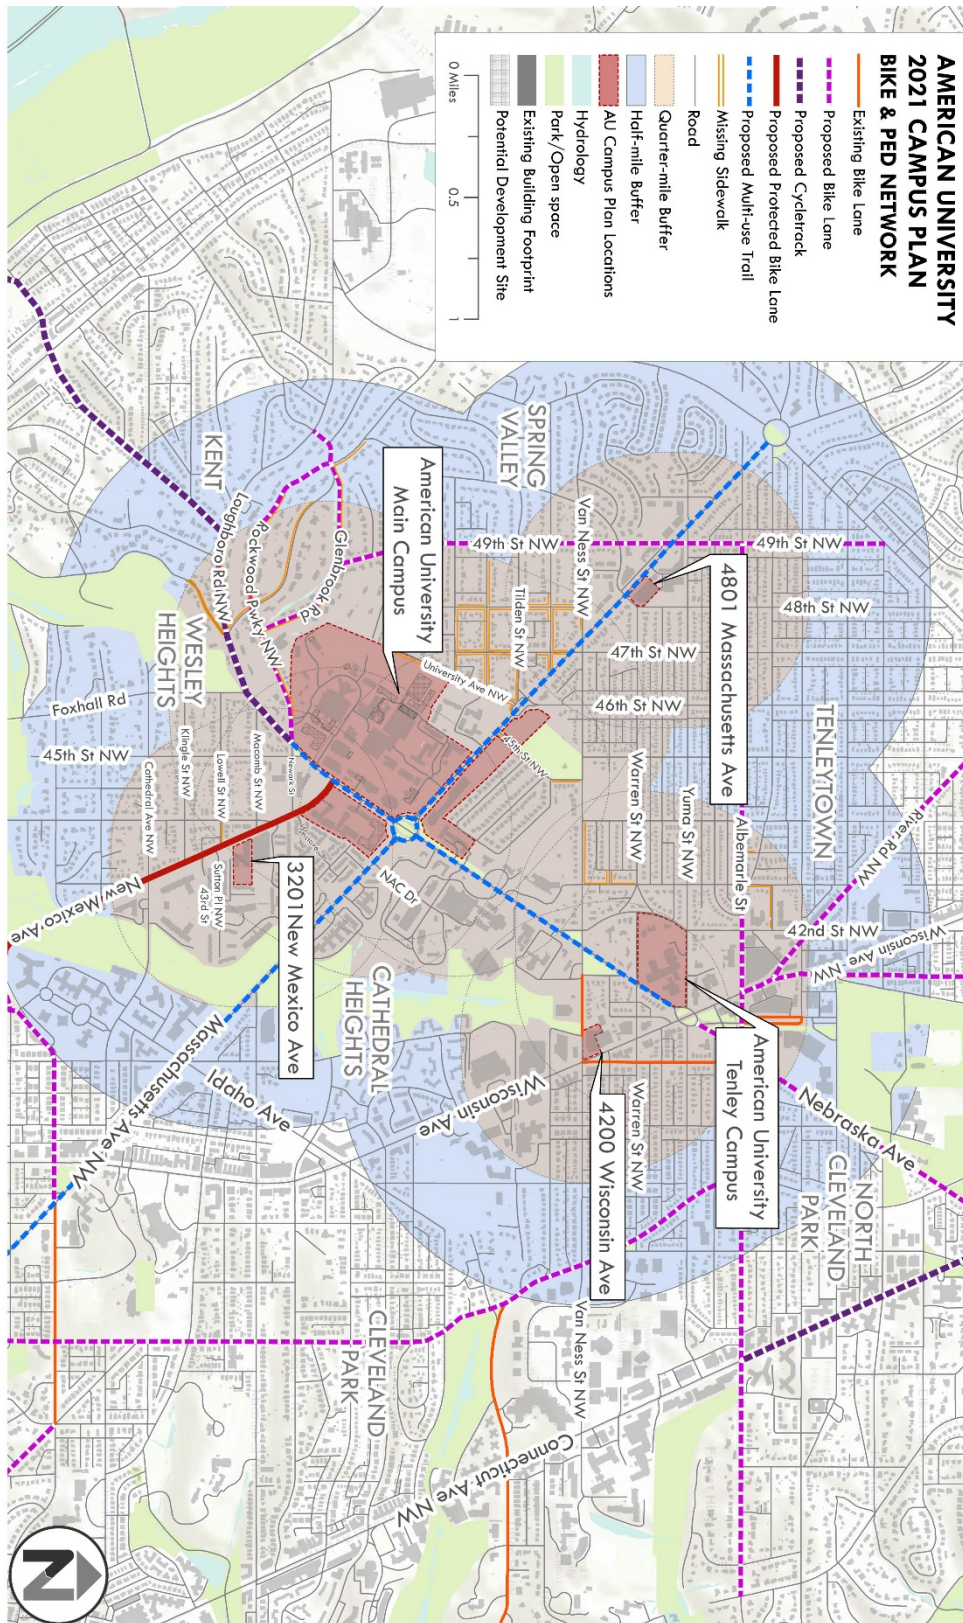 AMERICAN UNIVERSITY
2021 CAMPUS PLAN
BIKE & PED NETWORK
Existing Bike Lane
Proposed Bike Lane
Proposed Cycletrack
Proposed Protected Bike Lane
Proposed Multi-use Trail
Missing Sidewalk
Road
Quarter-mile Buffer
Half-mile Buffer
AU Campus Plan Locations
Hydrology
Park/Open space
Existing Building Footprint
Potential Development Site
0 Miles
0.5
1
SPRING
VALLEY
KENT
Loughboro Rd NW
Rockwood Pwky NW
Glenbrook Rd
American University
Main Campus
49th St NW
49th St NW
Van Ness St NW
Tilden St NW
University Ave NW
4801 Massachusetts Ave
48th St NW
47th St NW
46th St NW
45th St NW
TENLEYTOWN
WESLEY
HEIGHTS
Foxhall Rd
45th St NW
Klingle St NW
Cathedral Ave NW
Lowell St NW
Macomb St NW
Newark St
Warren St NW
Yuma St NW
Albemarle St
River Rd NW
42nd St NW
Wisconsin Ave NW
New Mexico Ave
Sutton Pl NW
43rd St
3201 New Mexico Ave
NAC Dr
CATHEDRAL
HEIGHTS
Massachusetts Ave NW
Idaho Ave
Wisconsin Ave
American University
Tenley Campus
4200 Wisconsin Ave
Warren St NW
Nebraska Ave
NORTH
CLEVELAND
PARK
Van Ness St NW
CLEVELAND
PARK
Connecticut Ave NW
N